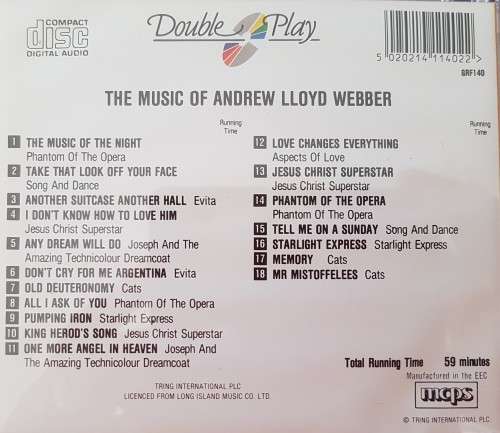 COMPACT
disc
DIGITAL AUDIO
Double Play
5 020214 114022
GRF140
THE MUSIC OF ANDREW LLOYD WEBBER
Running
Time
1 THE MUSIC OF THE NIGHT
Phantom Of The Opera
2 TAKE THAT LOOK OFF YOUR FACE
Song And Dance
3 ANOTHER SUITCASE ANOTHER HALL Evita
4 I DON'T KNOW HOW TO LOVE HIM
Jesus Christ Superstar
5 ANY DREAM WILL DO Joseph And The
Amazing Technicolour Dreamcoat
6 DON'T CRY FOR ME ARGENTINA Evita
7 OLD DEUTERONOMY Cats
8 ALL I ASK OF YOU Phantom Of The Opera
9 PUMPING IRON Starlight Express
10 KING HEROD'S SONG Jesus Christ Superstar
11 ONE MORE ANGEL IN HEAVEN Joseph And
The Amazing Technicolour Dreamcoat
Running
Time
12 LOVE CHANGES EVERYTHING
Aspects Of Love
13 JESUS CHRIST SUPERSTAR
Jesus Christ Superstar
14 PHANTOM OF THE OPERA
Phantom Of The Opera
15 TELL ME ON A SUNDAY Song And Dance
16 STARLIGHT EXPRESS Starlight Express
17 MEMORY Cats
18 MR MISTOFFELEES Cats
Total Running Time 59 minutes
Manufactured in the EEC
TRING INTERNATIONAL PLC
LICENCED FROM LONG ISLAND MUSIC CO. LTD.
mcps
© TRING INTERNATIONAL PLC